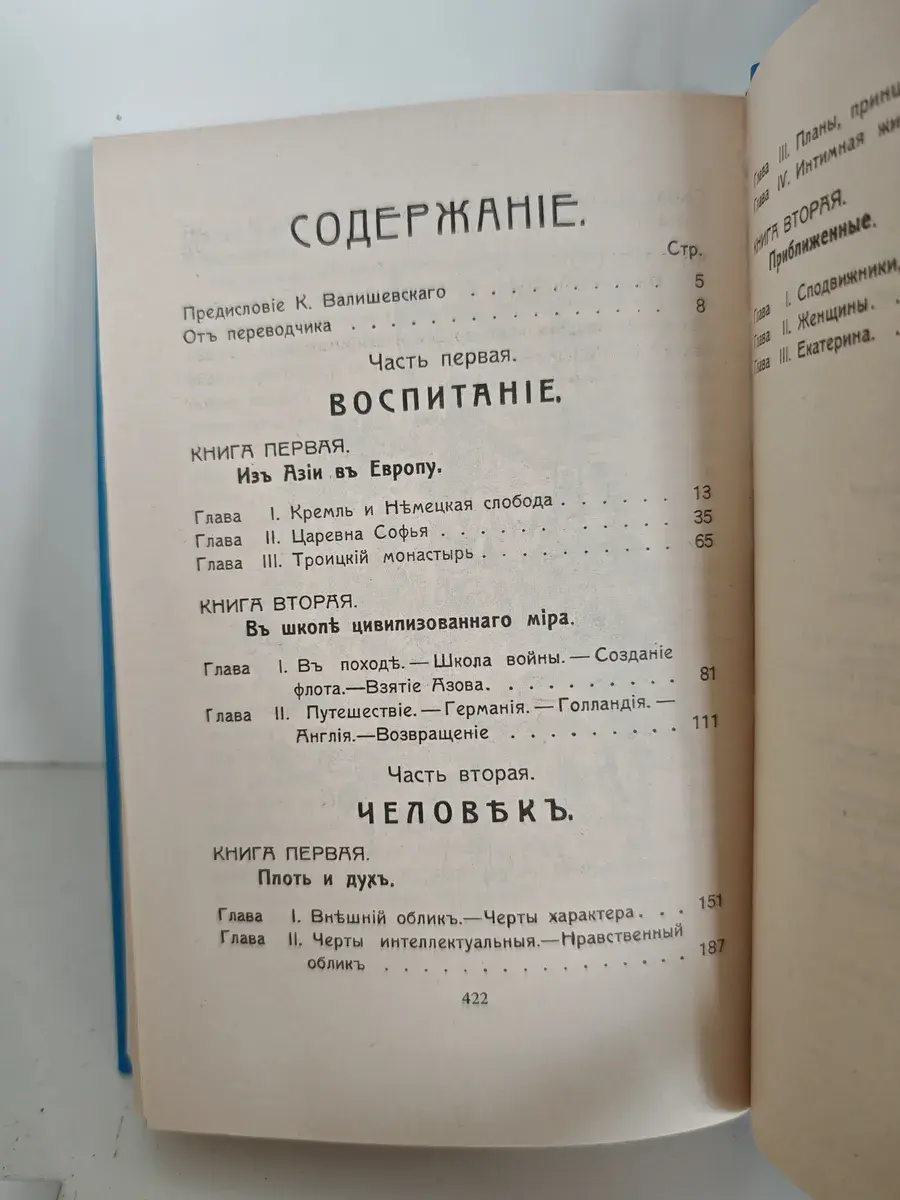 СОДЕРЖАНІЕ.
Стр.
Предисловіе К. Валишевскаго . . . . . . . . . . 5
Отъ переводчика . . . . . . . . . . . . . . . . 8
Часть первая.
ВОСПИТАНІЕ.
КНИГА ПЕРВАЯ.
Изъ Азіи въ Европу.
Глава I. Кремль и Нѣмецкая слобода . . . . . . 13
Глава II. Царевна Софья . . . . . . . . . . . . 35
Глава III. Троицкій монастырь . . . . . . . . . 65
КНИГА ВТОРАЯ.
Въ школѣ цивилизованнаго міра.
Глава I. Въ походѣ. — Школа войны. — Созданіе
флота.—Взятіе Азова. . . . . . . . . . 81
Глава II. Путешествіе. — Германія. — Голландія. —
Англія.—Возвращеніе . . . . . . . . . 111
Часть вторая.
ЧЕЛОВѢКЪ.
КНИГА ПЕРВАЯ.
Плоть и духъ.
Глава I. Внѣшній обликъ.—Черты характера. . . 151
Глава II. Черты интеллектуальныя.—Нравственный
обликъ . . . . . . . . . . . . . . . . 187
422
Глава III. Планы,
Глава IV. Интимная
КНИГА ВТОРАЯ.
Приближенные.
Глава I. Сподвижники,
Глава II. Женщины. .
Глава III. Екатерина. .